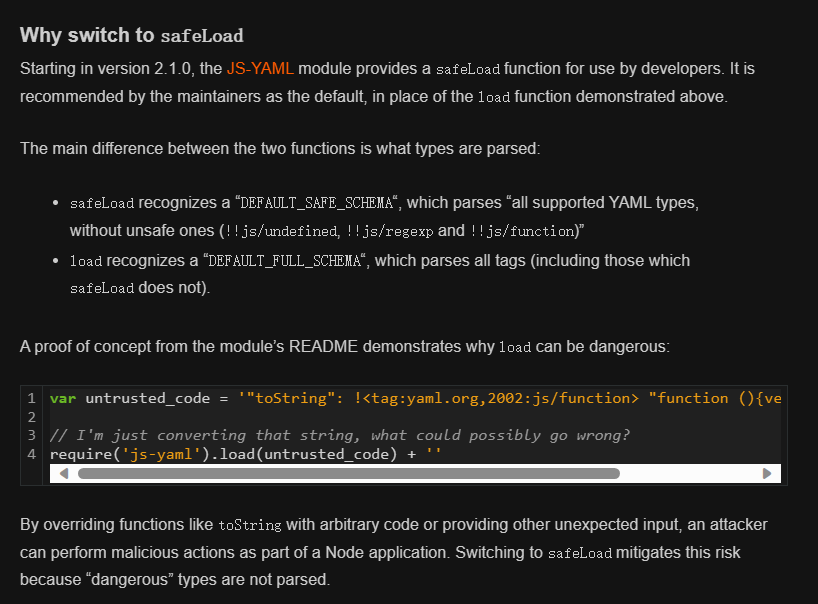 Why switch to safeLoad
Starting in version 2.1.0, the JS-YAML module provides a safeLoad function for use by developers. It is
recommended by the maintainers as the default, in place of the load function demonstrated above.
The main difference between the two functions is what types are parsed:
• safeLoad recognizes a “DEFAULT_SAFE_SCHEMA“, which parses “all supported YAML types,
without unsafe ones (!!js/undefined, !!js/regexp and !!js/function)”
• load recognizes a “DEFAULT_FULL_SCHEMA“, which parses all tags (including those which
safeLoad does not).
A proof of concept from the module’s README demonstrates why load can be dangerous:
1 var untrusted_code = '"toString": !<tag:yaml.org,2002:js/function> "function (){ve
2
3 // I'm just converting that string, what could possibly go wrong?
4 require('js-yaml').load(untrusted_code) + ''
By overriding functions like toString with arbitrary code or providing other unexpected input, an attacker
can perform malicious actions as part of a Node application. Switching to safeLoad mitigates this risk
because “dangerous” types are not parsed.